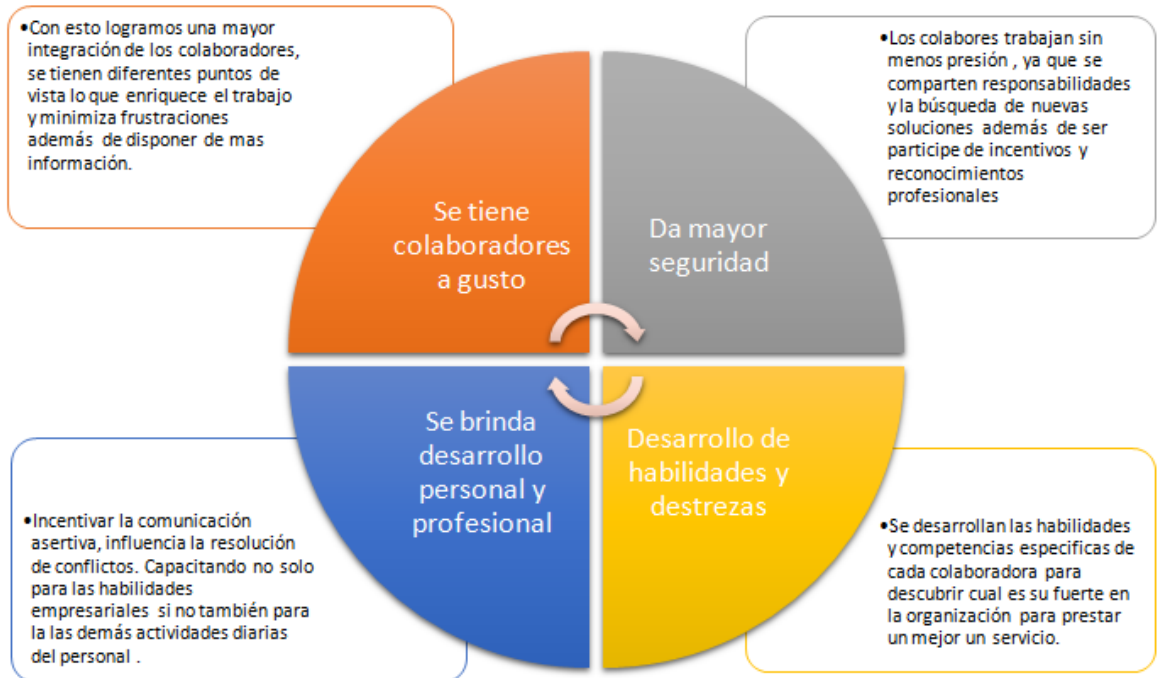 •Con esto logramos una mayor
integración de los colaboradores,
se tienen diferentes puntos de
vista lo que enriquece el trabajo
y minimiza frustraciones
además de disponer de mas
información.
•Los colabores trabajan sin
menos presión , ya que se
comparten responsabilidades
y la búsqueda de nuevas
soluciones además de ser
participe de incentivos y
reconocimientos
profesionales
Se tiene
colaboradores
a gusto
Da mayor
seguridad
Se brinda
desarrollo
personal y
profesional
Desarrollo de
habilidades y
destrezas
•Incentivar la comunicación
asertiva, influencia la resolución
de conflictos. Capacitando no solo
para las habilidades
empresariales si no también para
la las demás actividades diarias
del personal .
•Se desarrollan las habilidades
y competencias especificas de
cada colaboradora para
descubrir cual es su fuerte en
la organización para prestar
un mejor un servicio.